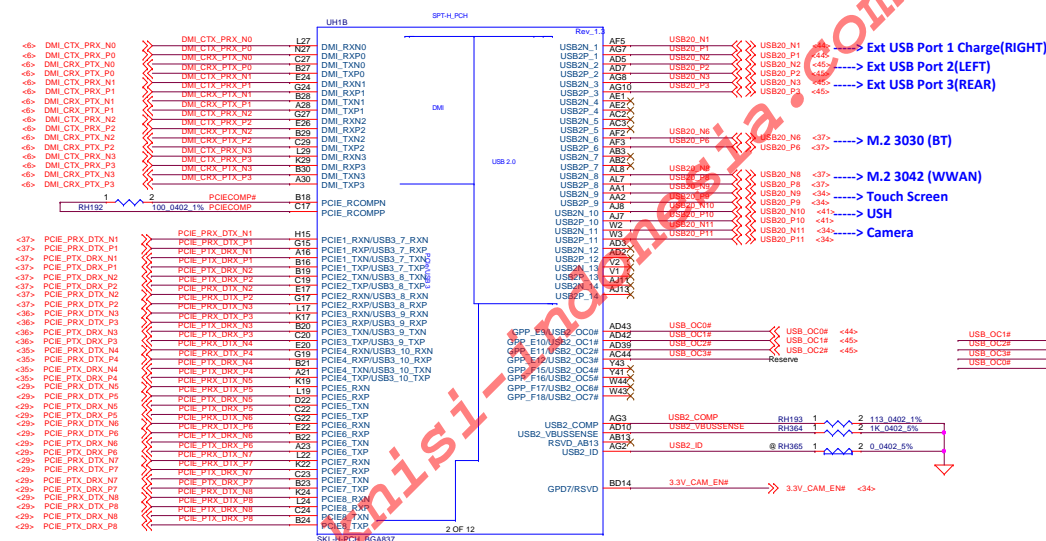 SPT-H_PCH
UH1B
Rev_1.3
<6> DMI_CTX_PRX_N0 DMI_CTX_PRX_N0 L27 DMI_RXN0
<6> DMI_CTX_PRX_P0 DMI_CTX_PRX_P0 N27 DMI_RXP0
<6> DMI_CRX_PTX_N0 DMI_CRX_PTX_N0 C27 DMI_TXN0
<6> DMI_CRX_PTX_P0 DMI_CRX_PTX_P0 B27 DMI_TXP0
<6> DMI_CTX_PRX_N1 DMI_CTX_PRX_N1 E24 DMI_RXN1
<6> DMI_CTX_PRX_P1 DMI_CTX_PRX_P1 G24 DMI_RXP1
<6> DMI_CRX_PTX_N1 DMI_CRX_PTX_N1 B28 DMI_TXN1
<6> DMI_CRX_PTX_P1 DMI_CRX_PTX_P1 A28 DMI_TXP1
<6> DMI_CTX_PRX_N2 DMI_CTX_PRX_N2 G27 DMI_RXN2
<6> DMI_CTX_PRX_P2 DMI_CTX_PRX_P2 E26 DMI_RXP2
<6> DMI_CRX_PTX_N2 DMI_CRX_PTX_N2 B29 DMI_TXN2
<6> DMI_CRX_PTX_P2 DMI_CRX_PTX_P2 C29 DMI_TXP2
<6> DMI_CTX_PRX_N3 DMI_CTX_PRX_N3 L29 DMI_RXN3
<6> DMI_CTX_PRX_P3 DMI_CTX_PRX_P3 K29 DMI_RXP3
<6> DMI_CRX_PTX_N3 DMI_CRX_PTX_N3 B30 DMI_TXN3
<6> DMI_CRX_PTX_P3 DMI_CRX_PTX_P3 A30 DMI_TXP3
DMI
1 2 PCIECOMP# B18 PCIE_RCOMPN
RH192 100_0402_1% PCIECOMP C17 PCIE_RCOMPP
<37> PCIE_PRX_DTX_N1 PCIE_PRX_DTX_N1 H15 PCIE1_RXN/USB3_7_RXN
<37> PCIE_PRX_DTX_P1 PCIE_PRX_DTX_P1 G15 PCIE1_RXP/USB3_7_RXP
<37> PCIE_PTX_DRX_N1 PCIE_PTX_DRX_N1 A16 PCIE1_TXN/USB3_7_TXN
<37> PCIE_PTX_DRX_P1 PCIE_PTX_DRX_P1 B16 PCIE1_TXP/USB3_7_TXP
<37> PCIE_PTX_DRX_N2 PCIE_PTX_DRX_N2 B19 PCIE2_TXN/USB3_8_TXN
<37> PCIE_PTX_DRX_P2 PCIE_PTX_DRX_P2 C19 PCIE2_TXP/USB3_8_TXP
<37> PCIE_PRX_DTX_N2 PCIE_PRX_DTX_N2 E17 PCIE2_RXN/USB3_8_RXN
<37> PCIE_PRX_DTX_P2 PCIE_PRX_DTX_P2 G17 PCIE2_RXP/USB3_8_RXP
<36> PCIE_PRX_DTX_N3 PCIE_PRX_DTX_N3 L17 PCIE3_RXN/USB3_9_RXN
<36> PCIE_PRX_DTX_P3 PCIE_PRX_DTX_P3 K17 PCIE3_RXP/USB3_9_RXP
<36> PCIE_PTX_DRX_N3 PCIE_PTX_DRX_N3 B20 PCIE3_TXN/USB3_9_TXN
<36> PCIE_PTX_DRX_P3 PCIE_PTX_DRX_P3 C20 PCIE3_TXP/USB3_9_TXP
<35> PCIE_PRX_DTX_N4 PCIE_PRX_DTX_N4 E20 PCIE4_RXN/USB3_10_RXN
<35> PCIE_PRX_DTX_P4 PCIE_PRX_DTX_P4 G19 PCIE4_RXP/USB3_10_RXP
<35> PCIE_PTX_DRX_N4 PCIE_PTX_DRX_N4 B21 PCIE4_TXN/USB3_10_TXN
<35> PCIE_PTX_DRX_P4 PCIE_PTX_DRX_P4 A21 PCIE4_TXP/USB3_10_TXP
<29> PCIE_PRX_DTX_N5 PCIE_PRX_DTX_N5 K19 PCIE5_RXN
<29> PCIE_PRX_DTX_P5 PCIE_PRX_DTX_P5 L19 PCIE5_RXP
<29> PCIE_PTX_DRX_N5 PCIE_PTX_DRX_N5 D22 PCIE5_TXN
<29> PCIE_PTX_DRX_P5 PCIE_PTX_DRX_P5 C22 PCIE5_TXP
<29> PCIE_PRX_DTX_N6 PCIE_PRX_DTX_N6 G22 PCIE6_RXN
<29> PCIE_PRX_DTX_P6 PCIE_PRX_DTX_P6 E22 PCIE6_RXP
<29> PCIE_PTX_DRX_N6 PCIE_PTX_DRX_N6 B22 PCIE6_TXN
<29> PCIE_PTX_DRX_P6 PCIE_PTX_DRX_P6 A23 PCIE6_TXP
<29> PCIE_PRX_DTX_N7 PCIE_PRX_DTX_N7 L22 PCIE7_RXN
<29> PCIE_PRX_DTX_P7 PCIE_PRX_DTX_P7 K22 PCIE7_RXP
<29> PCIE_PTX_DRX_N7 PCIE_PTX_DRX_N7 C23 PCIE7_TXN
<29> PCIE_PTX_DRX_P7 PCIE_PTX_DRX_P7 B23 PCIE7_TXP
<29> PCIE_PRX_DTX_N8 PCIE_PRX_DTX_N8 K24 PCIE8_RXN
<29> PCIE_PRX_DTX_P8 PCIE_PRX_DTX_P8 L24 PCIE8_RXP
<29> PCIE_PTX_DRX_N8 PCIE_PTX_DRX_N8 C24 PCIE8_TXN
<29> PCIE_PTX_DRX_P8 PCIE_PTX_DRX_P8 B24 PCIE8_TXP
USB 2.0
USB2N_1 AF5 USB20_N1 USB20_N1 <44> -----> Ext USB Port 1 Charge(RIGHT)
USB2P_1 AG7 USB20_P1 USB20_P1 <44>
USB2N_2 AD5 USB20_N2 USB20_N2 <45> -----> Ext USB Port 2(LEFT)
USB2P_2 AD7 USB20_P2 USB20_P2 <45>
USB2N_3 AG8 USB20_N3 USB20_N3 <45> -----> Ext USB Port 3(REAR)
USB2P_3 AG10 USB20_P3 USB20_P3 <45>
USB2N_4 AE1
USB2P_4 AE2
USB2N_5 AC2
USB2P_5 AC3
USB2N_6 AF2 USB20_N6 USB20_N6 <37> -----> M.2 3030 (BT)
USB2P_6 AF3 USB20_P6 USB20_P6 <37>
USB2N_7 AB3
USB2P_7 AB2
USB2N_8 AL8 USB20_N8 USB20_N8 <37> -----> M.2 3042 (WWAN)
USB2P_8 AL7 USB20_P8 USB20_P8 <37>
USB2N_9 AA1 USB20_N9 USB20_N9 <34> -----> Touch Screen
USB2P_9 AA2 USB20_P9 USB20_P9 <34>
USB2N_10 AJ8 USB20_N10 USB20_N10 <41> -----> USH
USB2P_10 AJ7 USB20_P10 USB20_P10 <41>
USB2N_11 W2 USB20_N11 USB20_N11 <34> -----> Camera
USB2P_11 W3 USB20_P11 USB20_P11 <34>
USB2N_12 AD3
USB2P_12 AD2
USB2N_13 V2
USB2P_13 V1
USB2N_14 AJ11
USB2P_14 AJ13
GPP_E9/USB2_OC0# AD43 USB_OC0# USB_OC0# <44>
GPP_E10/USB2_OC1# AD42 USB_OC1# USB_OC1# <45>
GPP_E11/USB2_OC2# AD39 USB_OC2# USB_OC2# <45>
GPP_E12/USB2_OC3# AC44 USB_OC3# Reserve
GPP_F15/USB2_OC4# Y43
GPP_F16/USB2_OC5# Y41
GPP_F17/USB2_OC6# W44
GPP_F18/USB2_OC7# W43
USB_OC1#
USB_OC2#
USB_OC3#
USB_OC0#
USB2_COMP AG3 USB2_COMP RH193 1 2 113_0402_1%
USB2_VBUSSENSE AD10 USB2_VBUSSENSE RH364 1 2 1K_0402_5%
RSVD_AB13 AB13
USB2_ID AG2 USB2_ID @ RH365 1 2 0_0402_5%
GPD7/RSVD BD14 3.3V_CAM_EN# 3.3V_CAM_EN# <34>
2 OF 12
SKL-H-PCH_BGA837
knisi-indonesia.com